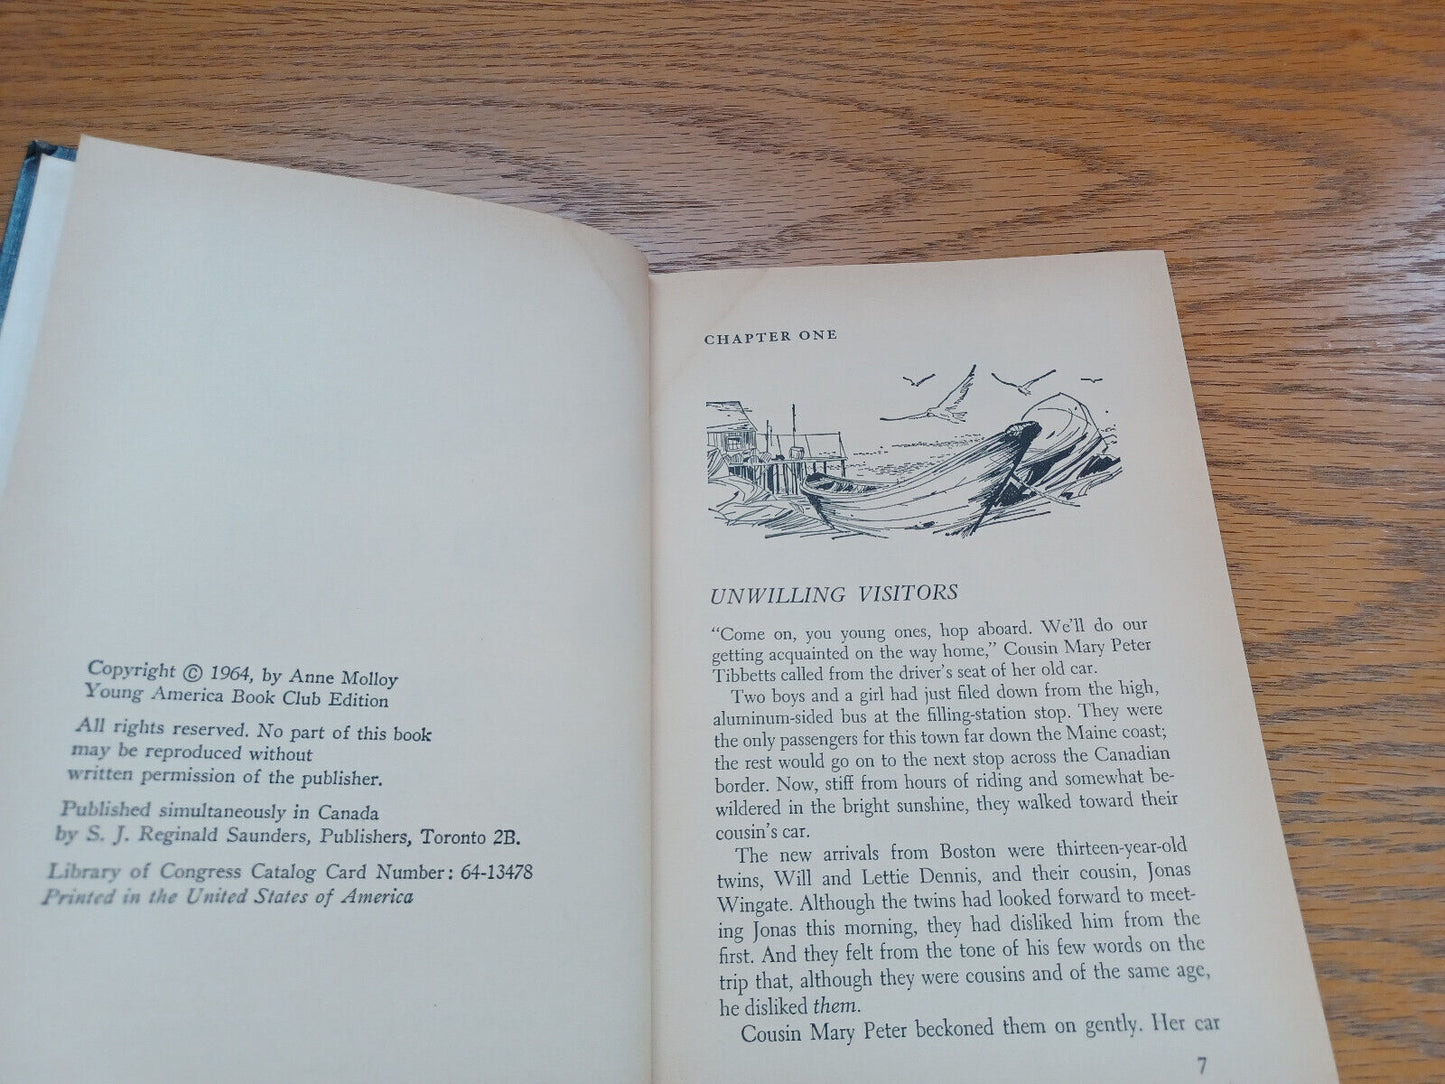 Copyright © 1964, by Anne Molloy
Young America Book Club Edition
All rights reserved. No part of this book
may be reproduced without
written permission of the publisher.
Published simultaneously in Canada
by S. J. Reginald Saunders, Publishers, Toronto 2B.
Library of Congress Catalog Card Number: 64-13478
Printed in the United States of America
CHAPTER ONE
UNWILLING VISITORS
“Come on, you young ones, hop aboard. We’ll do our
getting acquainted on the way home,” Cousin Mary Peter
Tibbetts called from the driver’s seat of her old car.
Two boys and a girl had just filed down from the high,
aluminum-sided bus at the filling-station stop. They were
the only passengers for this town far down the Maine coast;
the rest would go on to the next stop across the Canadian
border. Now, stiff from hours of riding and somewhat be-
wildered in the bright sunshine, they walked toward their
cousin’s car.
The new arrivals from Boston were thirteen-year-old
twins, Will and Lettie Dennis, and their cousin, Jonas
Wingate. Although the twins had looked forward to meet-
ing Jonas this morning, they had disliked him from the
first. And they felt from the tone of his few words on the
trip that, although they were cousins and of the same age,
he disliked them.
Cousin Mary Peter beckoned them on gently. Her car
7